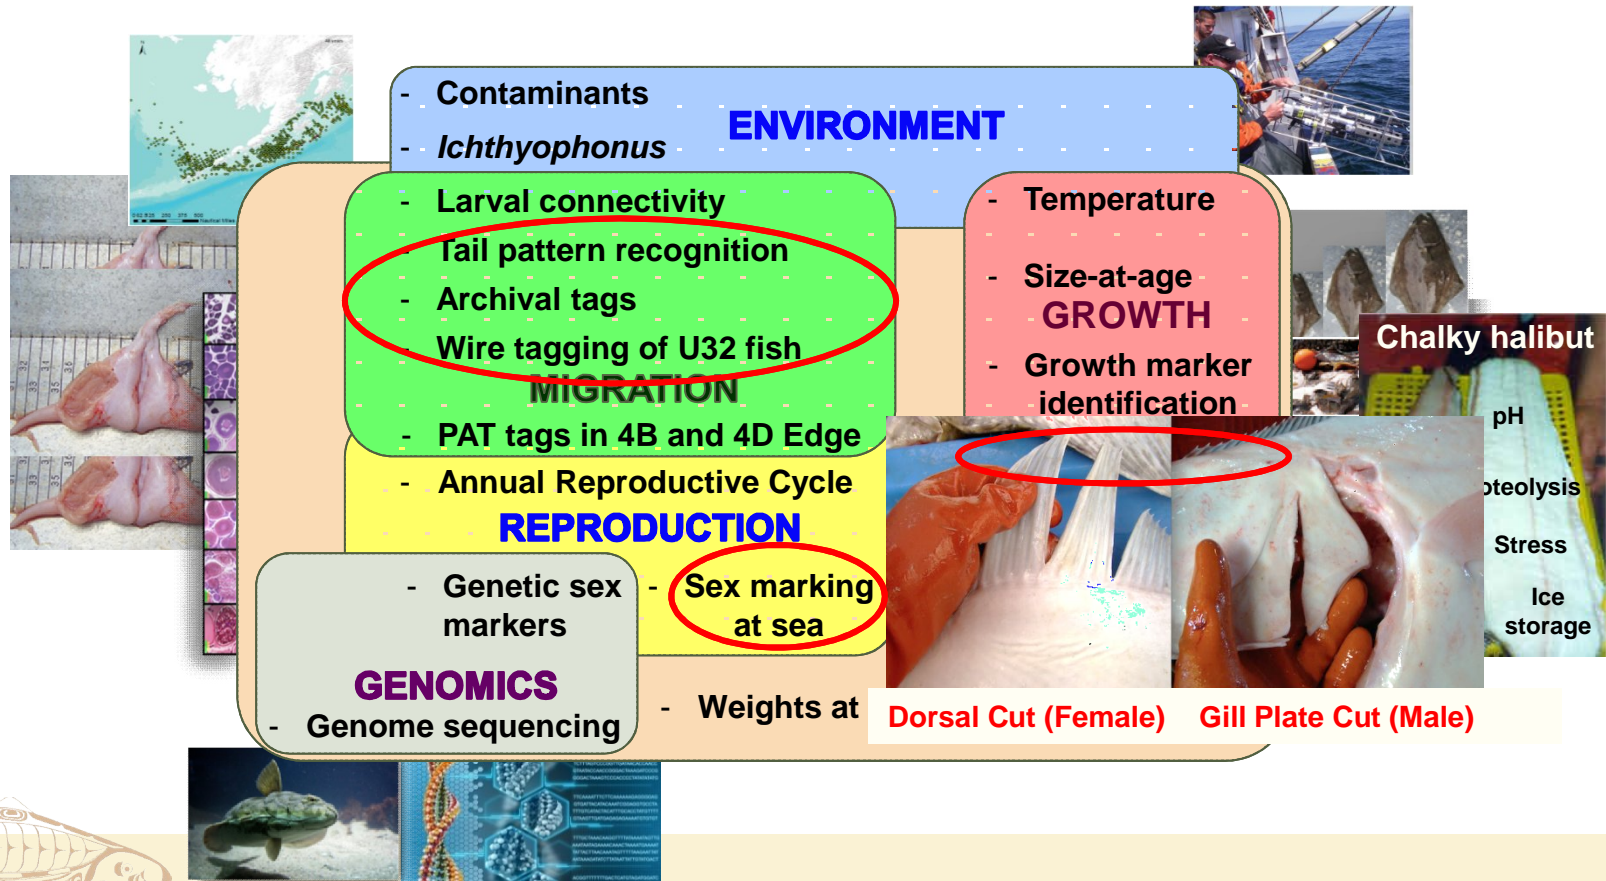 - Contaminants
ENVIRONMENT
- Ichthyophonus
- Larval connectivity
- Tail pattern recognition
- Archival tags
- Wire tagging of U32 fish
MIGRATION
- PAT tags in 4B and 4D Edge
- Temperature
- Size-at-age
GROWTH
- Growth marker
identification
- Annual Reproductive Cycle
REPRODUCTION
- Genetic sex
markers
- Sex marking
at sea
GENOMICS
- Genome sequencing
- Weights at
Dorsal Cut (Female) Gill Plate Cut (Male)
Chalky halibut
pH
oteolysis
Stress
Ice
storage